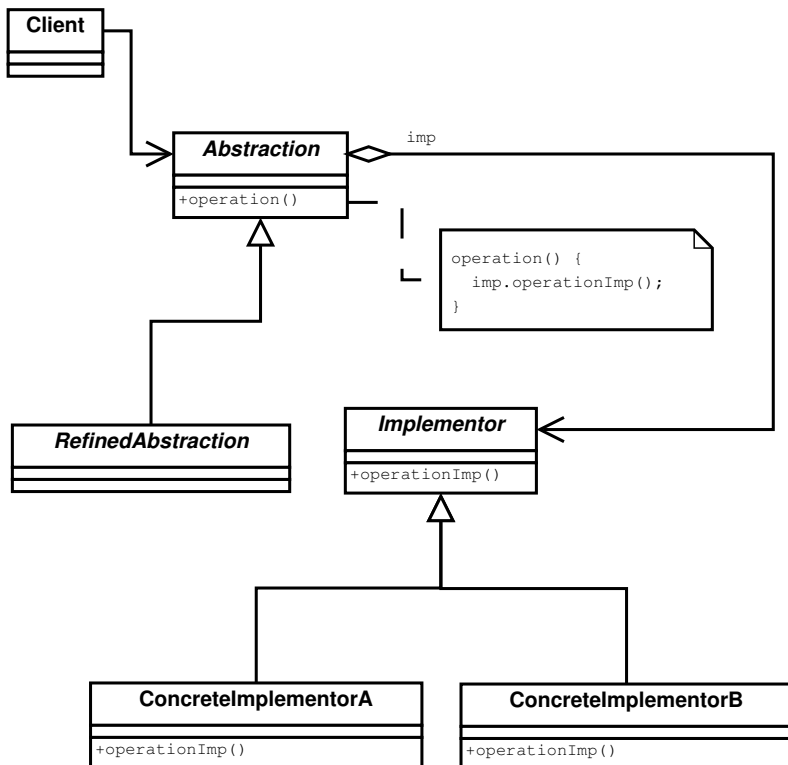 Client
Abstraction
imp
+operation()
operation() {
imp.operationImp();
}
RefinedAbstraction
Implementor
+operationImp()
ConcreteImplementorA
+operationImp()
ConcreteImplementorB
+operationImp()